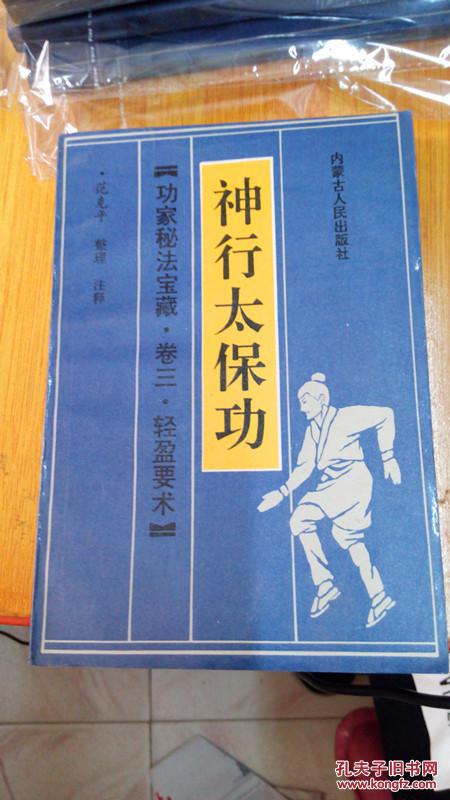 内蒙古人民出版社
神行太保功
【功家秘法宝藏·卷三·轻盈要术】
·范克平 整理 注释
孔夫子旧书网
KONGFZ.COM